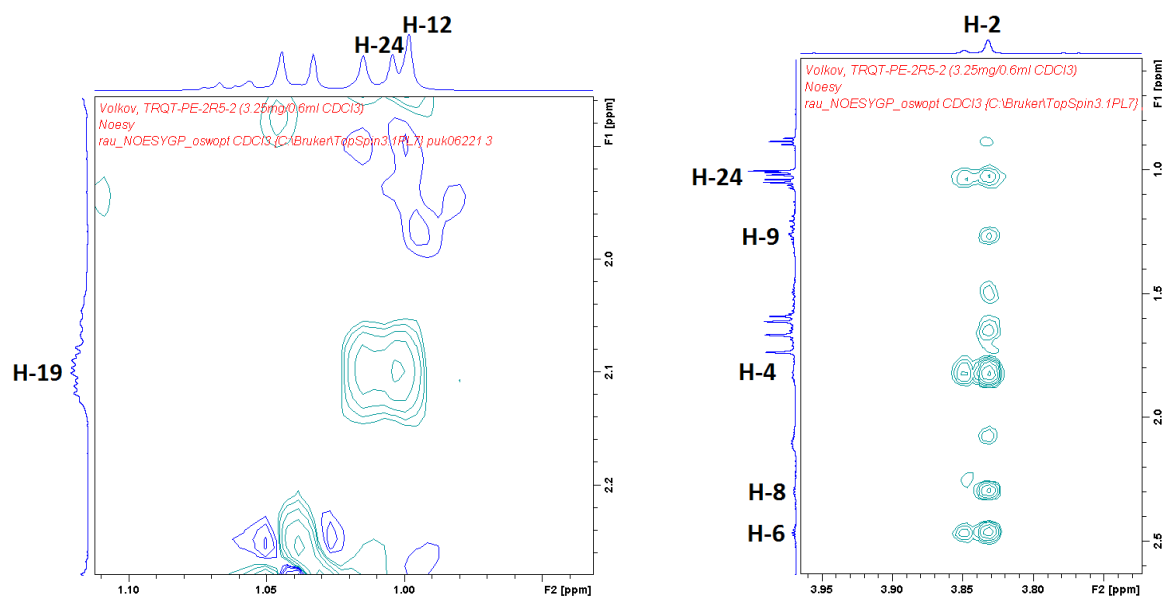 H-12
H-24
Volkov, TRQT-PE-2R5-2 (3.25mg/0.6ml CDCl3)
Noesy
rau_NOESYGP_oswopt CDCl3 {C:\Bruker\TopSpin3.1PL7} puk06221 3
F1 [ppm]
2.0
H-19
2.1
2.2
1.10
1.05
1.00
F2 [ppm]
H-2
Volkov, TRQT-PE-2R5-2 (3.25mg/0.6ml CDCl3)
Noesy
rau_NOESYGP_oswopt CDCl3 {C:\Bruker\TopSpin3.1PL7}
F1 [ppm]
H-24
1.0
H-9
1.5
H-4
2.0
H-8
H-6
2.5
3.95
3.90
3.85
3.80
F2 [ppm]